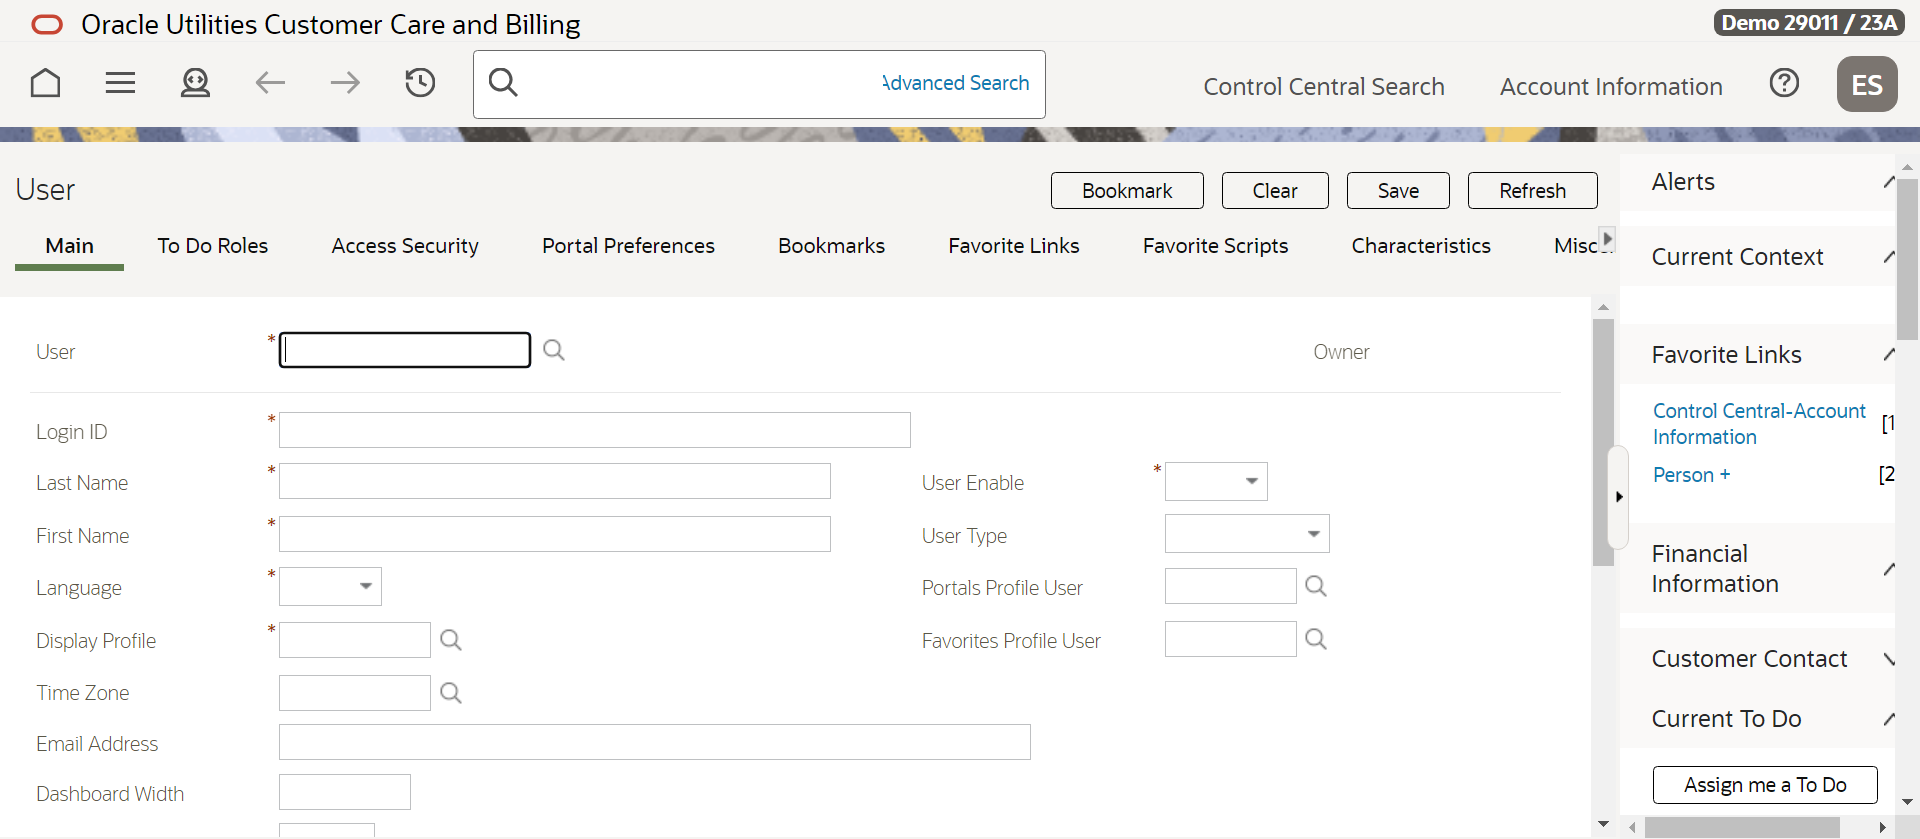 Oracle Utilities Customer Care and Billing
Demo 29011 / 23A
Advanced Search
Control Central Search
Account Information
ES
User
Bookmark
Clear
Save
Refresh
Main
To Do Roles
Access Security
Portal Preferences
Bookmarks
Favorite Links
Favorite Scripts
Characteristics
User
*
Owner
Login ID
*
Last Name
*
User Enable
*
First Name
*
User Type
Language
*
Portals Profile User
Display Profile
*
Favorites Profile User
Time Zone
Email Address
Dashboard Width
Alerts
Current Context
Favorite Links
Control Central-Account
Information
[1
Person +
[2
Financial
Information
Customer Contact
Current To Do
Assign me a To Do